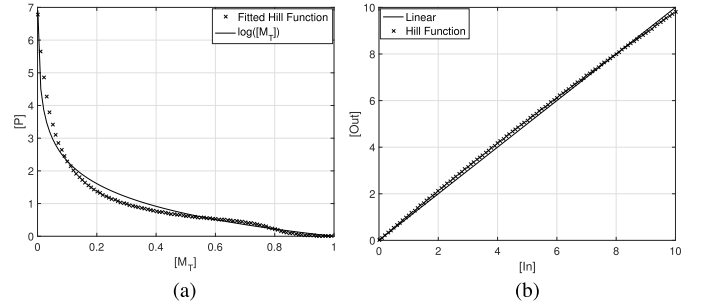 7
6
5
4
3
2
1
0
[P]
0
0.2
0.4
0.6
0.8
1
[M_T]
Fitted Hill Function
log([M_T])
(a)
10
8
6
4
2
0
[Out]
0
2
4
6
8
10
[In]
Linear
Hill Function
(b)